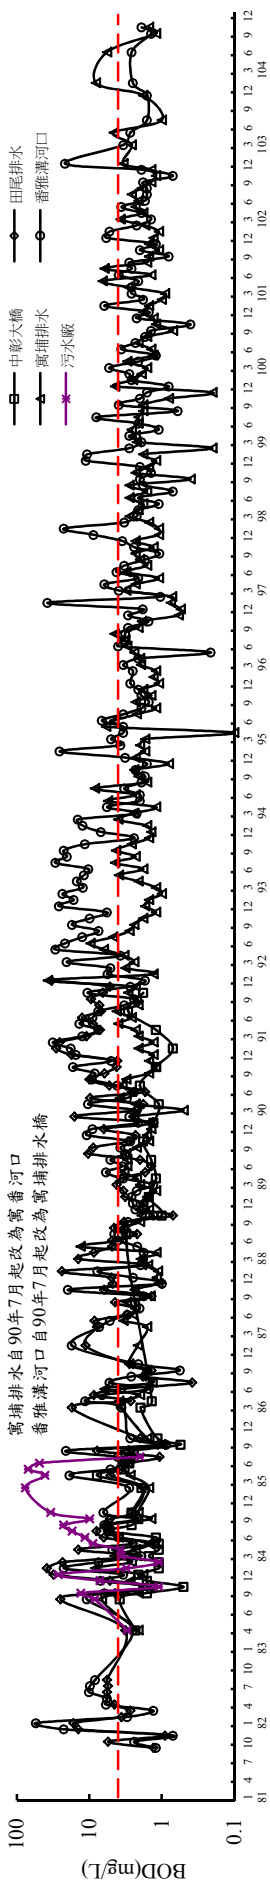 寓埔排水自90年7月起改為寓番河口
番雅溝河口自90年7月起改為寓埔排水橋
中彰大橋 田尾排水
寓埔排水 番雅溝河口
污水廠
BOD(mg/L)
100
10
1
0.1
1 4 7 10 1 4 7 10 1 4 6 9 12 3 6 9 12 3 6 9 12 3 6 9 12 3 6 9 12 3 6 9 12 3 6 9 12 3 6 9 12 3 6 9 12 3 6 9 12 3 6 9 12 3 6 9 12 3 6 9 12 3 6 9 12 3 6 9 12 3 6 9 12 3 6 9 12 3 6 9 12 3 6 9 12 3 6 9 12 3 6 9 12 3 6 9 12
81 82 83 84 85 86 87 88 89 90 91 92 93 94 95 96 97 98 99 100 101 102 103 104